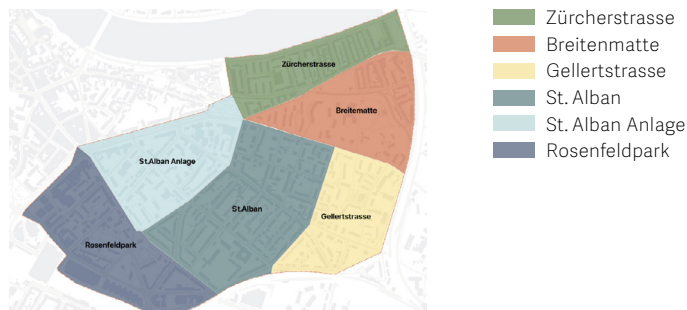 Zürcherstrasse
Breitematte
St.Alban Anlage
St.Alban
Gellertstrasse
Rosenfeldpark
Zürcherstrasse
Breitenmatte
Gellertstrasse
St. Alban
St. Alban Anlage
Rosenfeldpark